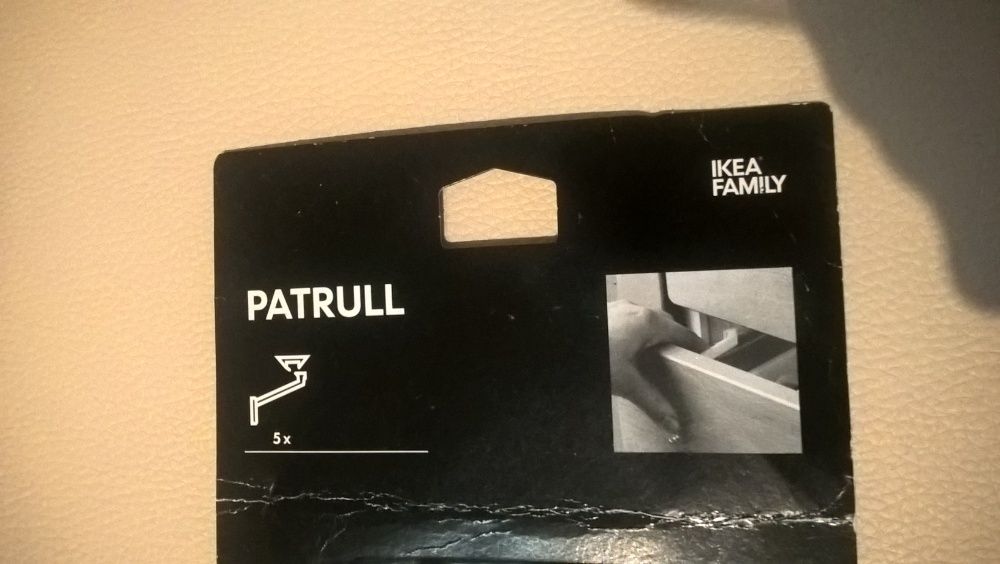 IKEA
FAMILY
PATRULL
5x